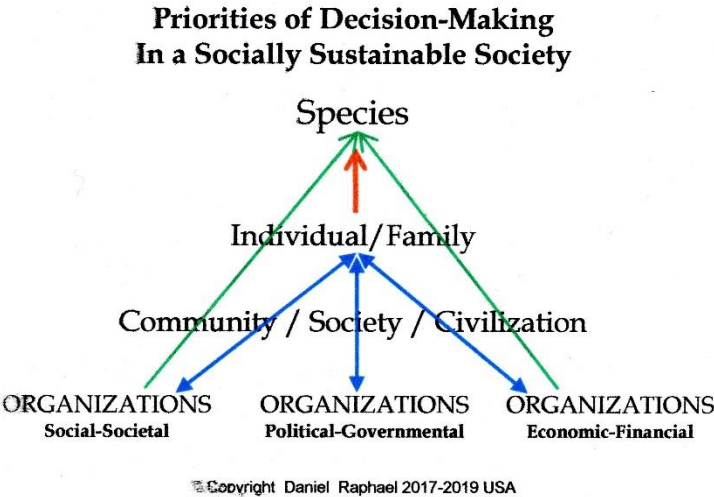 Priorities of Decision-Making
In a Socially Sustainable Society
Species
Individual/Family
Community / Society / Civilization
ORGANIZATIONS ORGANIZATIONS ORGANIZATIONS
Social-Societal Political-Governmental Economic-Financial
© Copyright Daniel Raphael 2017-2019 USA